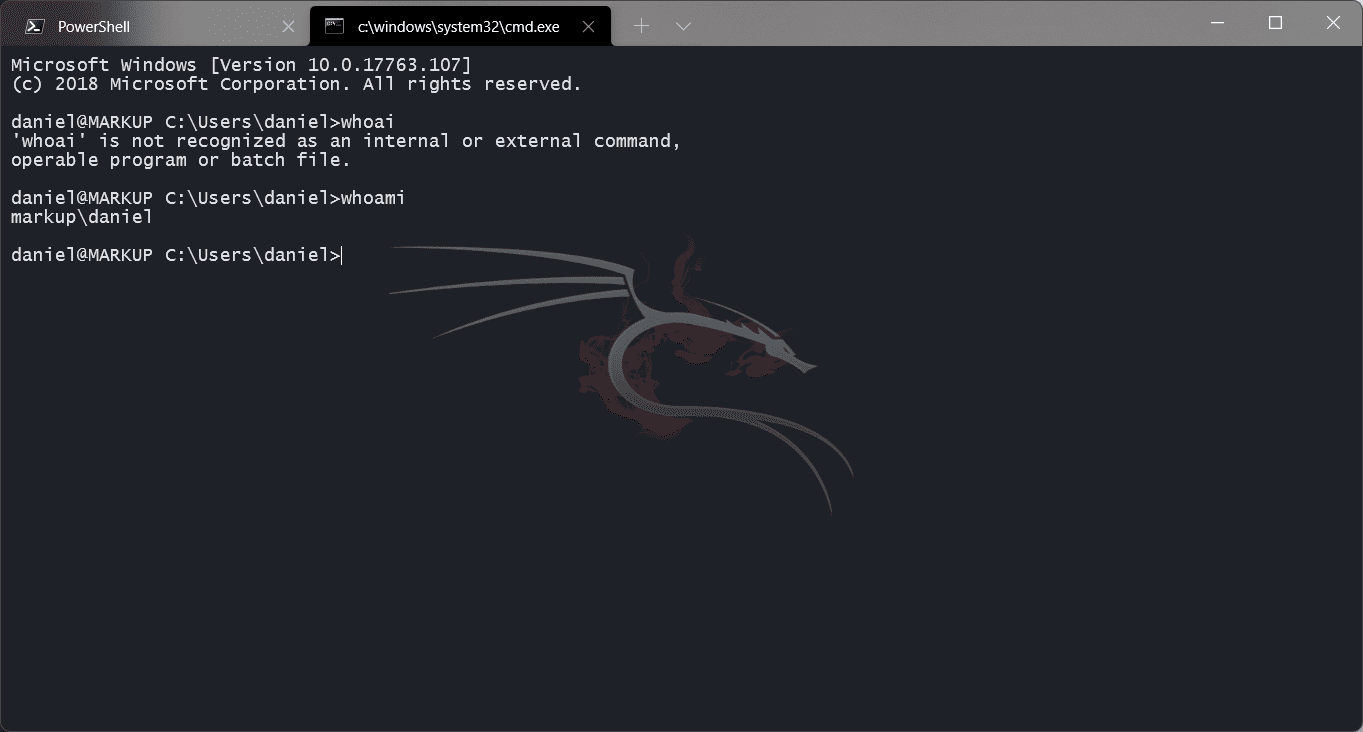 PowerShell
c:\windows\system32\cmd.exe
Microsoft Windows [Version 10.0.17763.107]
(c) 2018 Microsoft Corporation. All rights reserved.
daniel@MARKUP C:\Users\daniel>whoai
'whoai' is not recognized as an internal or external command,
operable program or batch file.
daniel@MARKUP C:\Users\daniel>whoami
markup\daniel
daniel@MARKUP C:\Users\daniel>